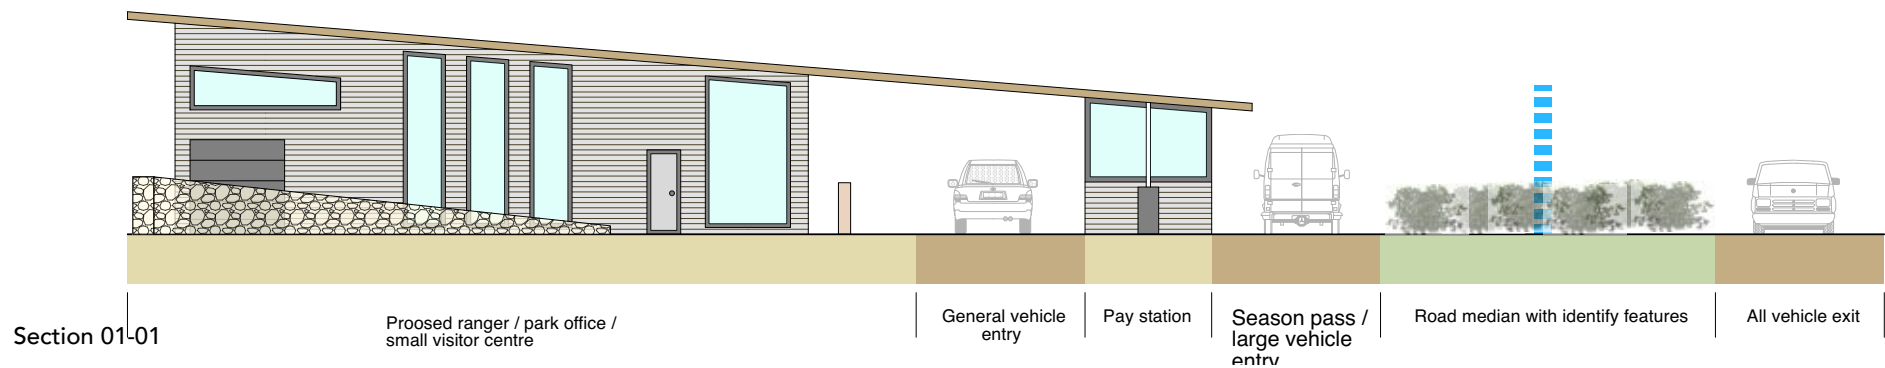 Section 01-01
Proosed ranger / park office /
small visitor centre
General vehicle
entry
Pay station
Season pass /
large vehicle
entry
Road median with identify features
All vehicle exit